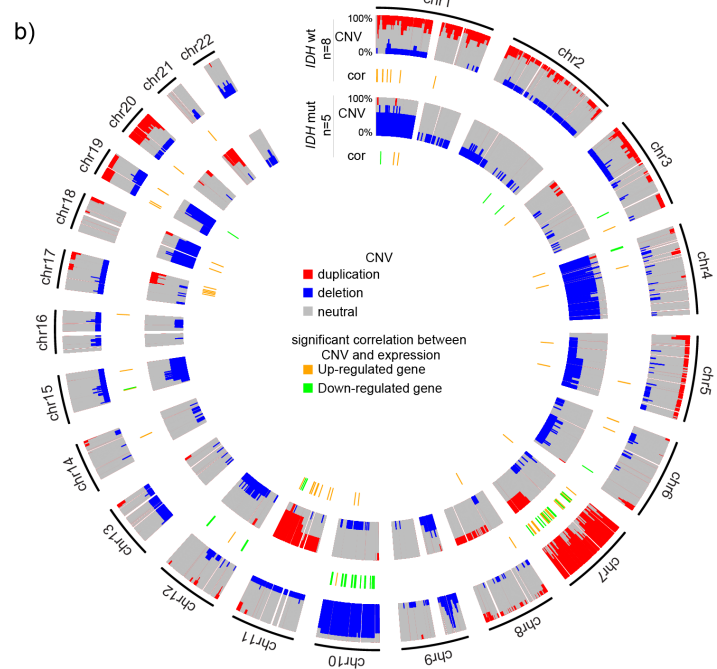 b)
chr1
chr2
chr3
chr4
chr5
chr6
chr7
chr8
chr9
chr10
chr11
chr12
chr13
chr14
chr15
chr16
chr17
chr18
chr19
chr20
chr21
chr22
IDH wt
n=8
100%
CNV
0%
cor
IDH mut
n=5
100%
CNV
0%
cor
CNV
duplication
deletion
neutral
significant correlation between
CNV and expression
Up-regulated gene
Down-regulated gene